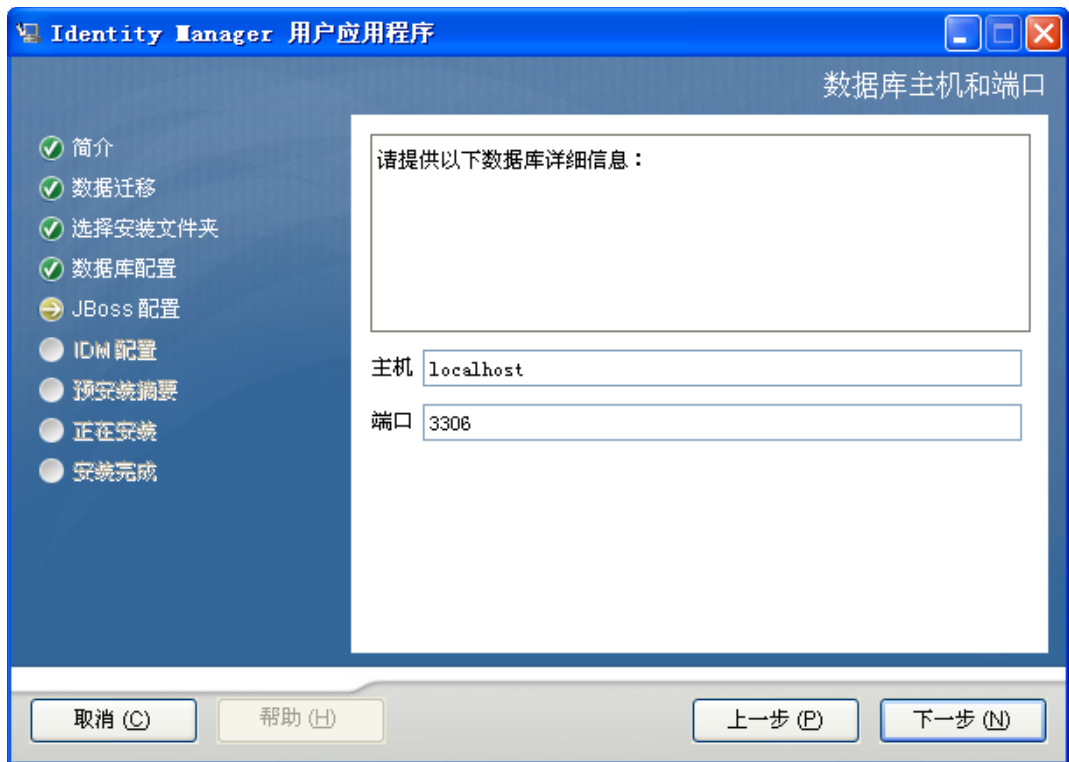 Identity Manager 用户应用程序
数据库主机和端口
简介
数据迁移
选择安装文件夹
数据库配置
JBoss 配置
IDM 配置
预安装摘要
正在安装
安装完成
请提供以下数据库详细信息：
主机 localhost
端口 3306
取消 (C) 帮助 (H) 上一步 (P) 下一步 (N)